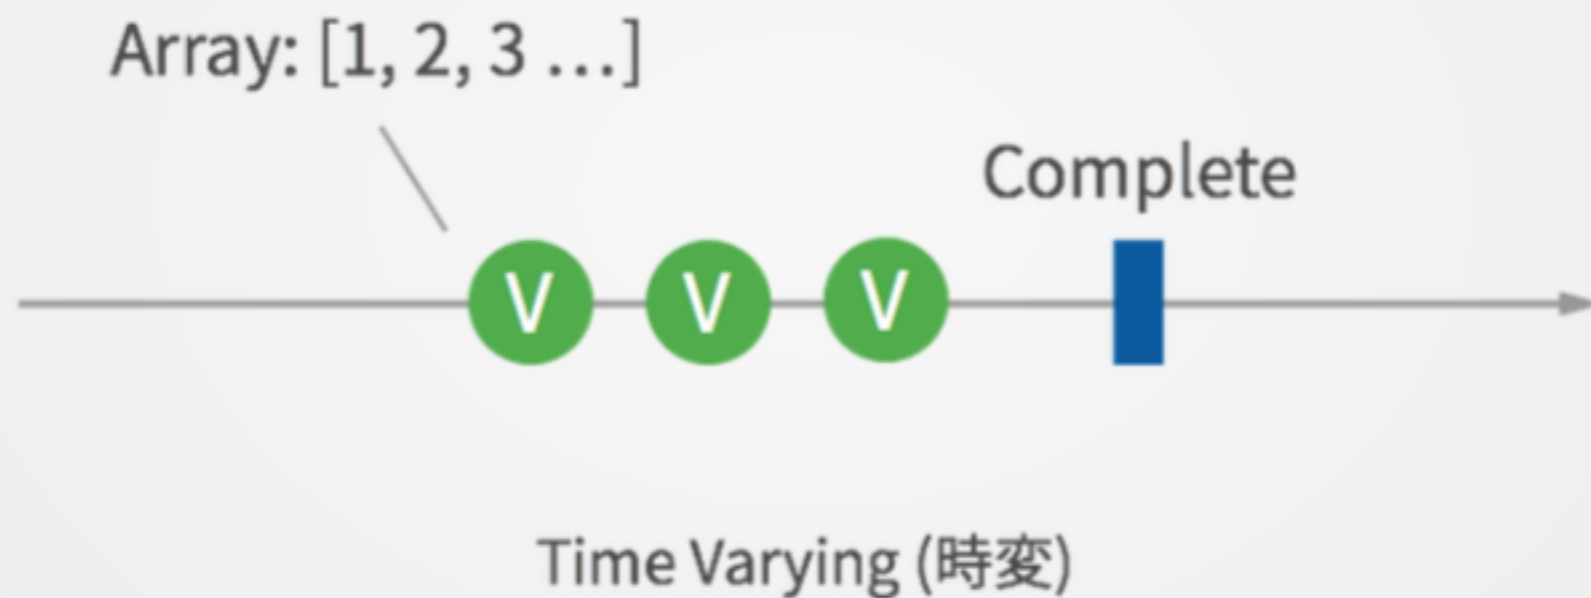 Array: [1, 2, 3 …]
Complete
V V V
Time Varying (時変)